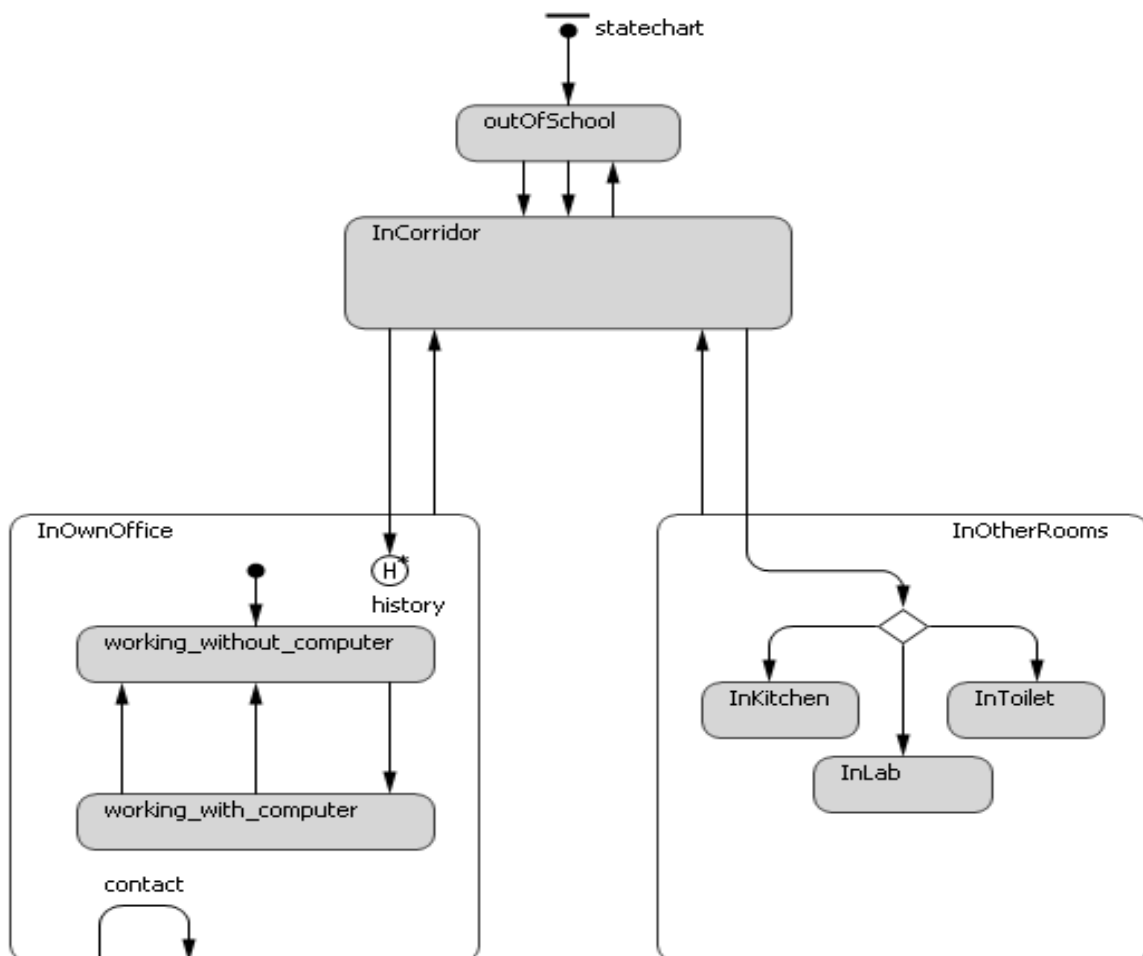 statechart
outOfSchool
InCorridor
InOwnOffice
InOtherRooms
H*
history
working_without_computer
InKitchen
InToilet
InLab
working_with_computer
contact